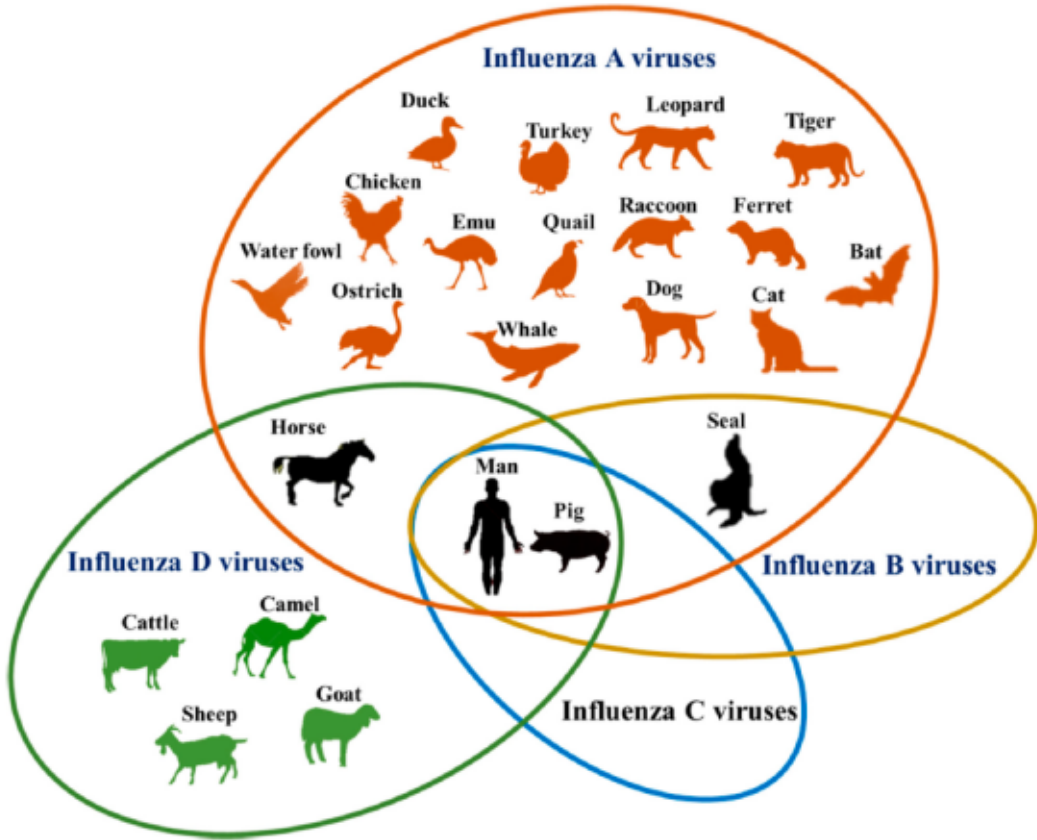 Influenza A viruses
Duck
Leopard
Turkey
Tiger
Chicken
Emu
Quail
Raccoon
Ferret
Water fowl
Bat
Ostrich
Dog
Cat
Whale
Horse
Seal
Man
Pig
Influenza D viruses
Influenza B viruses
Camel
Cattle
Goat
Sheep
Influenza C viruses